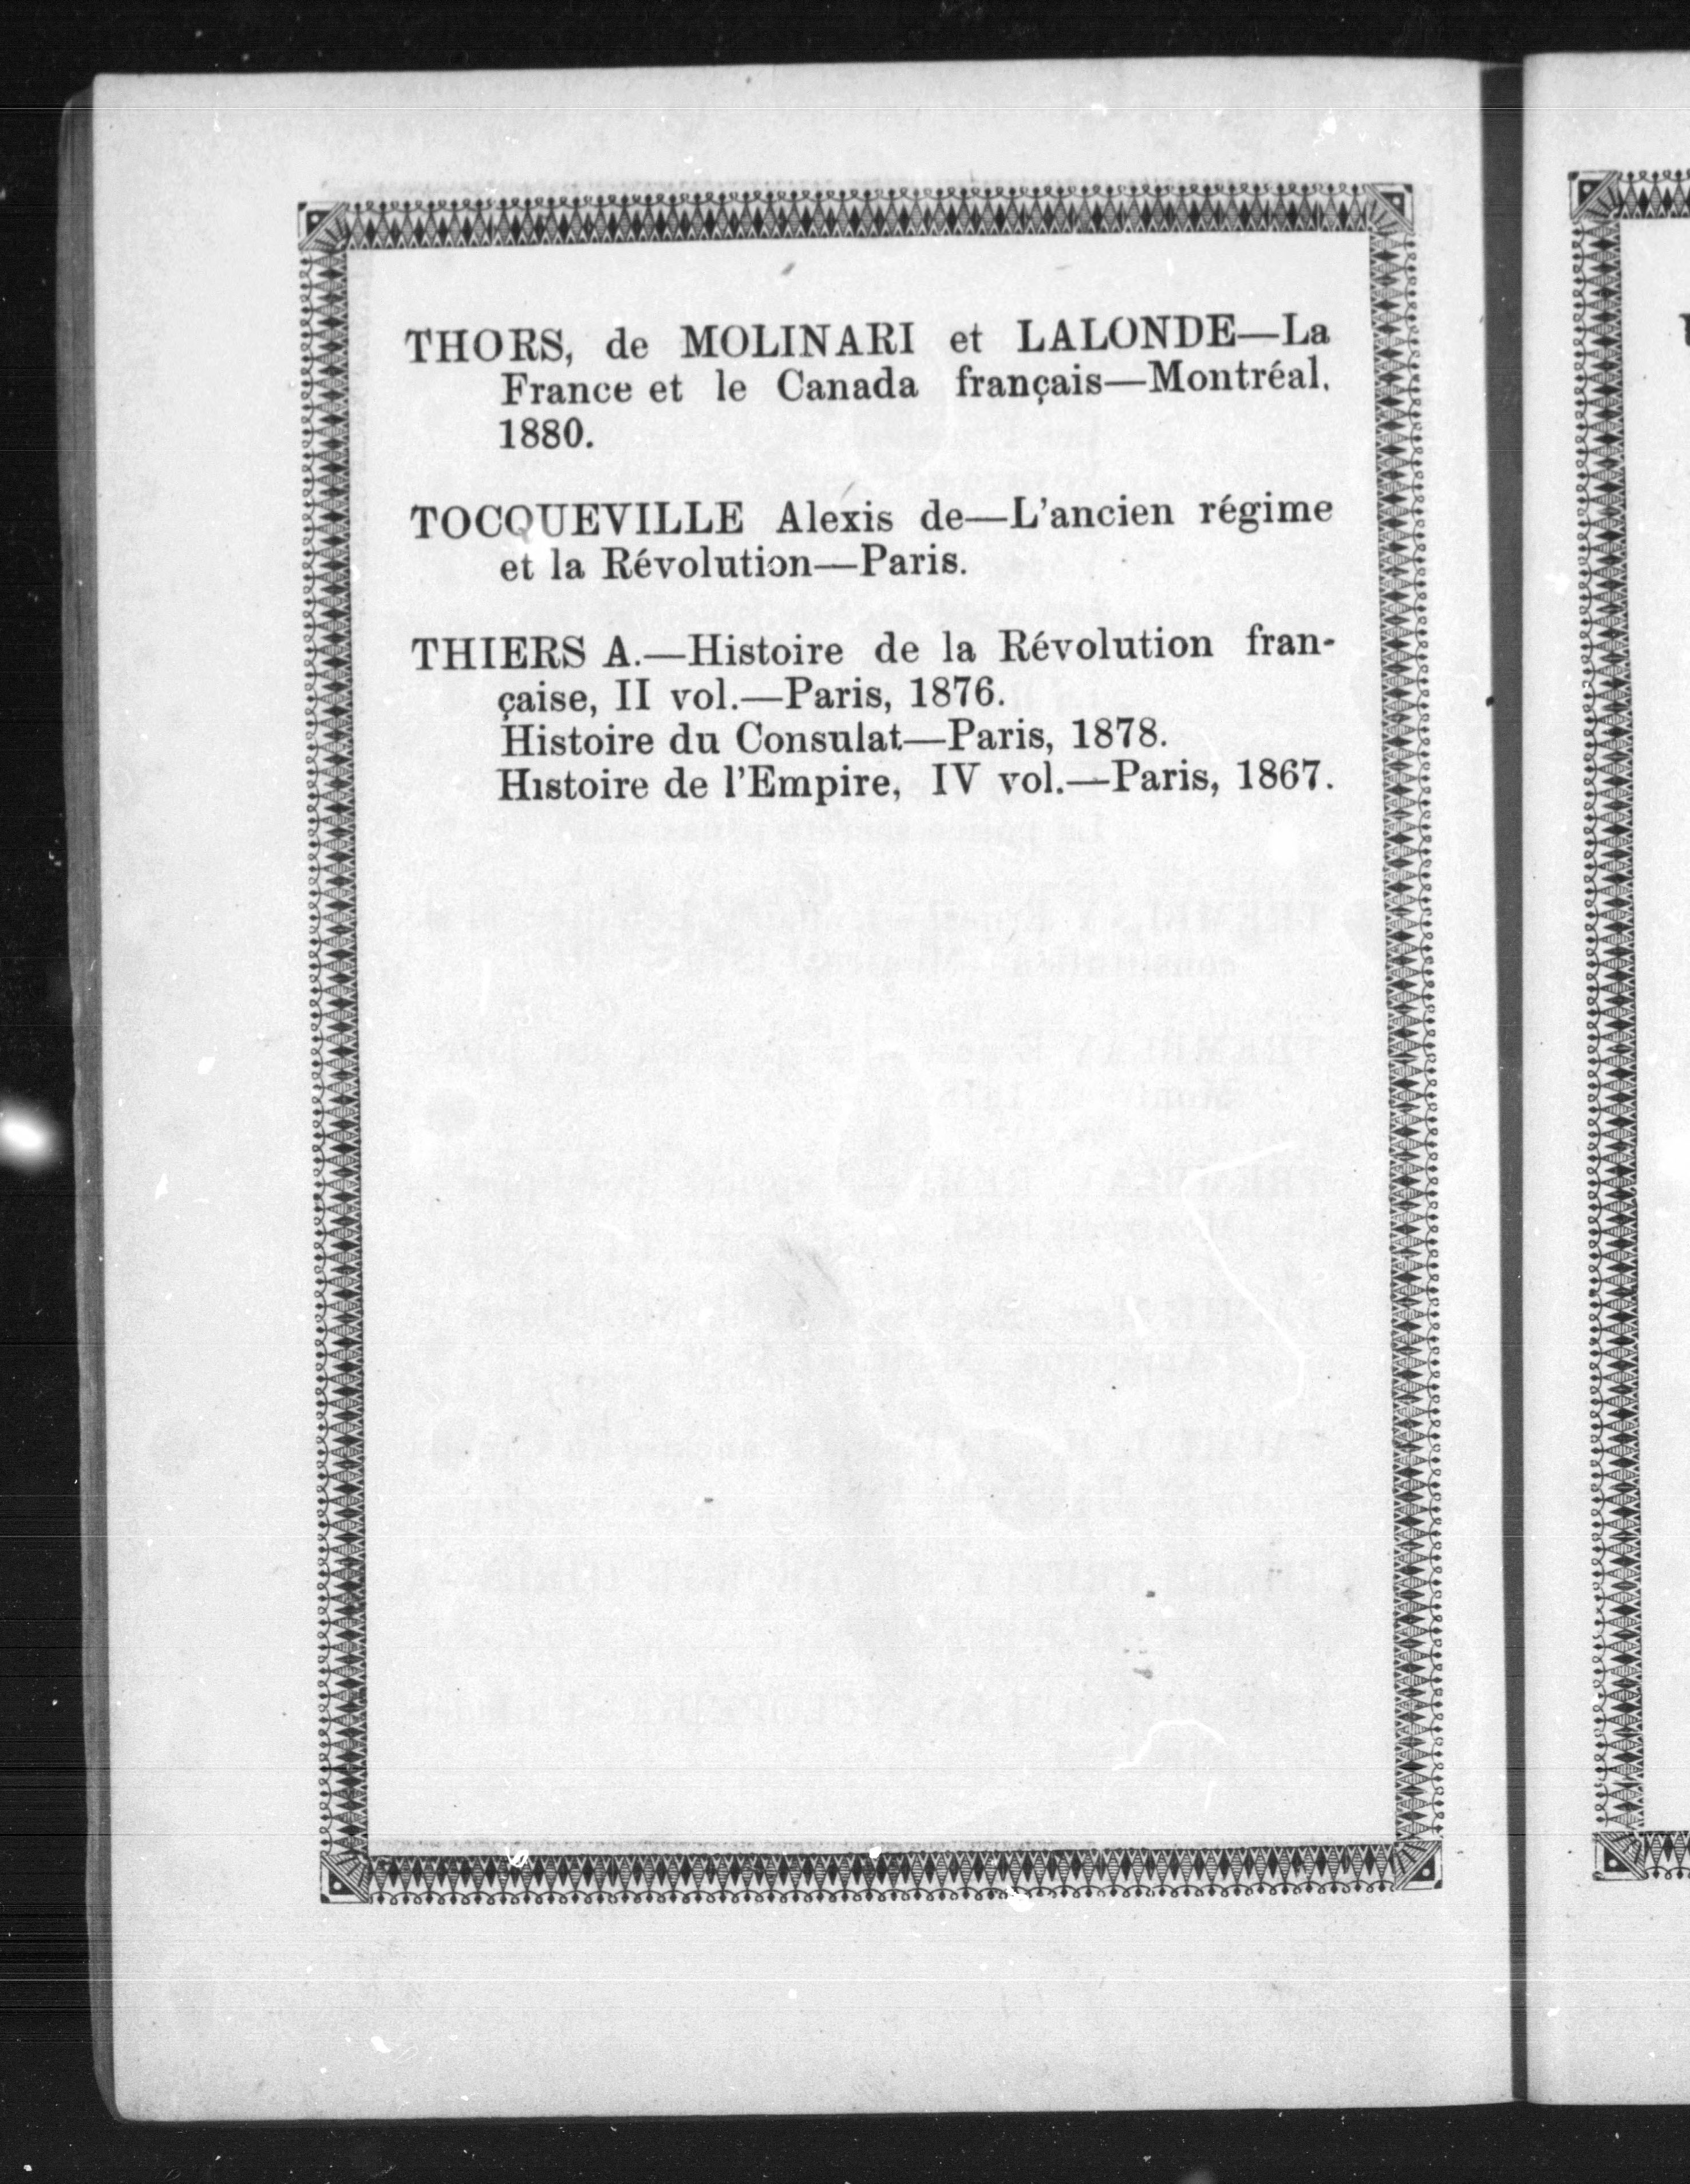 THORS, de MOLINARI et LALONDE—La
France et le Canada français—Montréal,
1880.
TOCQUEVILLE Alexis de—L'ancien régime
et la Révolution—Paris.
THIERS A.—Histoire de la Révolution fran-
çaise, II vol.—Paris, 1876.
Histoire du Consulat—Paris, 1878.
Histoire de l'Empire, IV vol.—Paris, 1867.